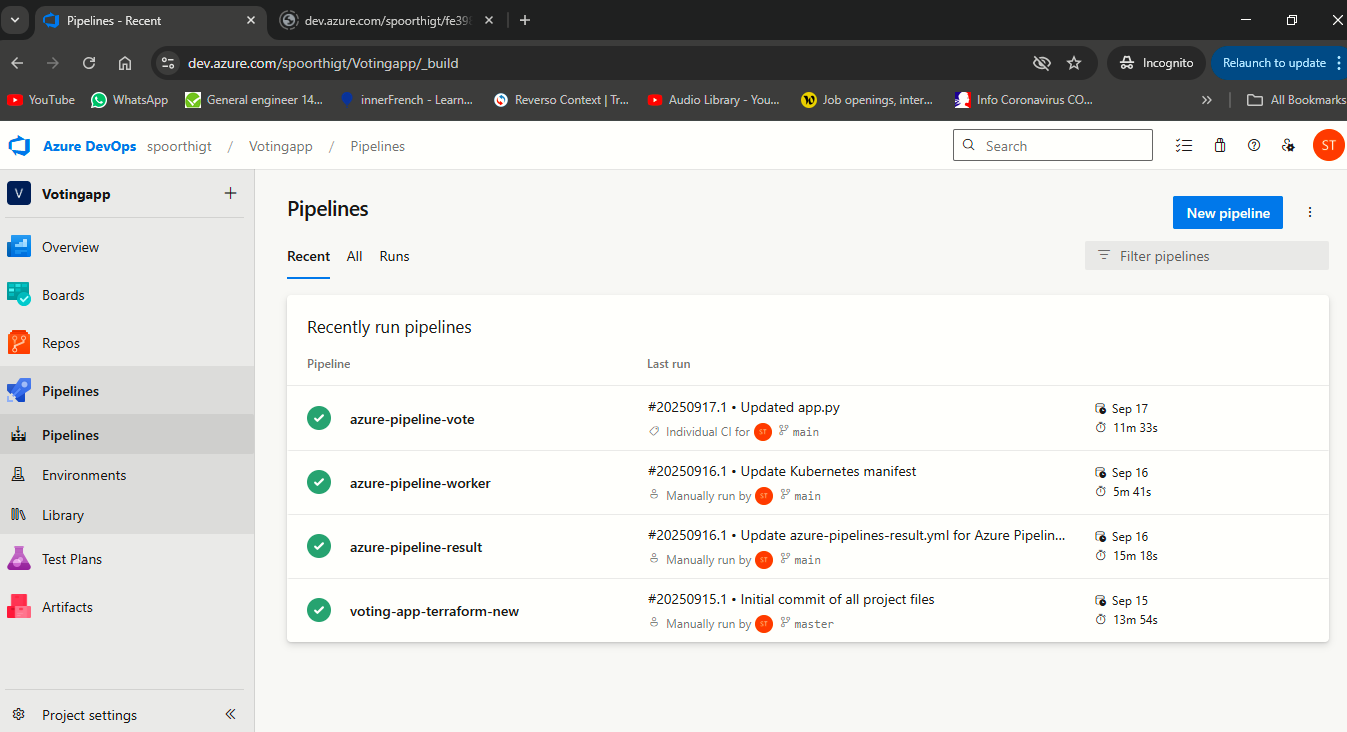 Pipelines - Recent
dev.azure.com/spoorthigt/fe398
dev.azure.com/spoorthigt/Votingapp/_build
Incognito
Relaunch to update
YouTube
WhatsApp
General engineer 14...
innerFrench - Learn...
Reverso Context | Tr...
Audio Library - You...
Job openings, inter...
Info Coronavirus CO...
All Bookmarks
Azure DevOps spoorthigt / Votingapp / Pipelines
Search
ST
V Votingapp
Overview
Boards
Repos
Pipelines
Pipelines
Environments
Library
Test Plans
Artifacts
Project settings
Pipelines
New pipeline
Recent All Runs
Filter pipelines
Recently run pipelines
Pipeline Last run
azure-pipeline-vote
#20250917.1 • Updated app.py
Individual CI for ST main
Sep 17
11m 33s
azure-pipeline-worker
#20250916.1 • Update Kubernetes manifest
Manually run by ST main
Sep 16
5m 41s
azure-pipeline-result
#20250916.1 • Update azure-pipelines-result.yml for Azure Pipelin...
Manually run by ST main
Sep 16
15m 18s
voting-app-terraform-new
#20250915.1 • Initial commit of all project files
Manually run by ST master
Sep 15
13m 54s